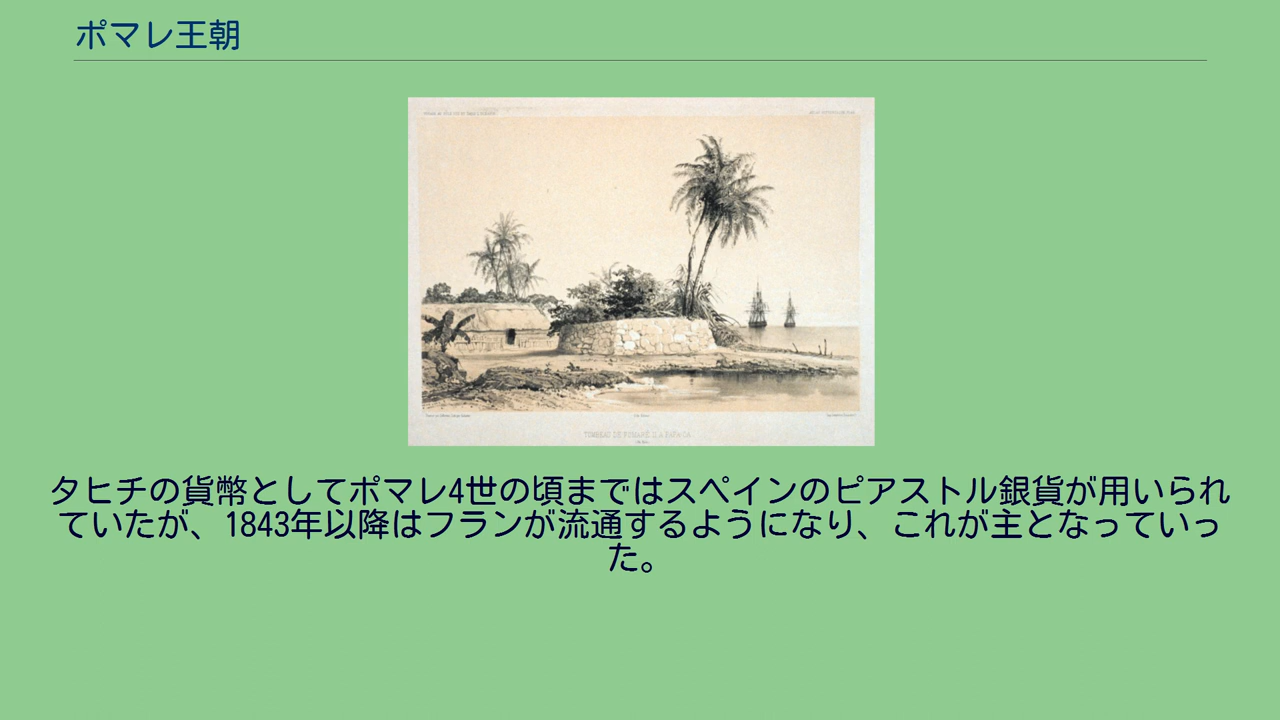 ポマレ王朝
タヒチの貨幣としてポマレ4世の頃まではスペインのピアストル銀貨が用いられ
ていたが、1843年以降はフランが流通するようになり、これが主となっていっ
た。